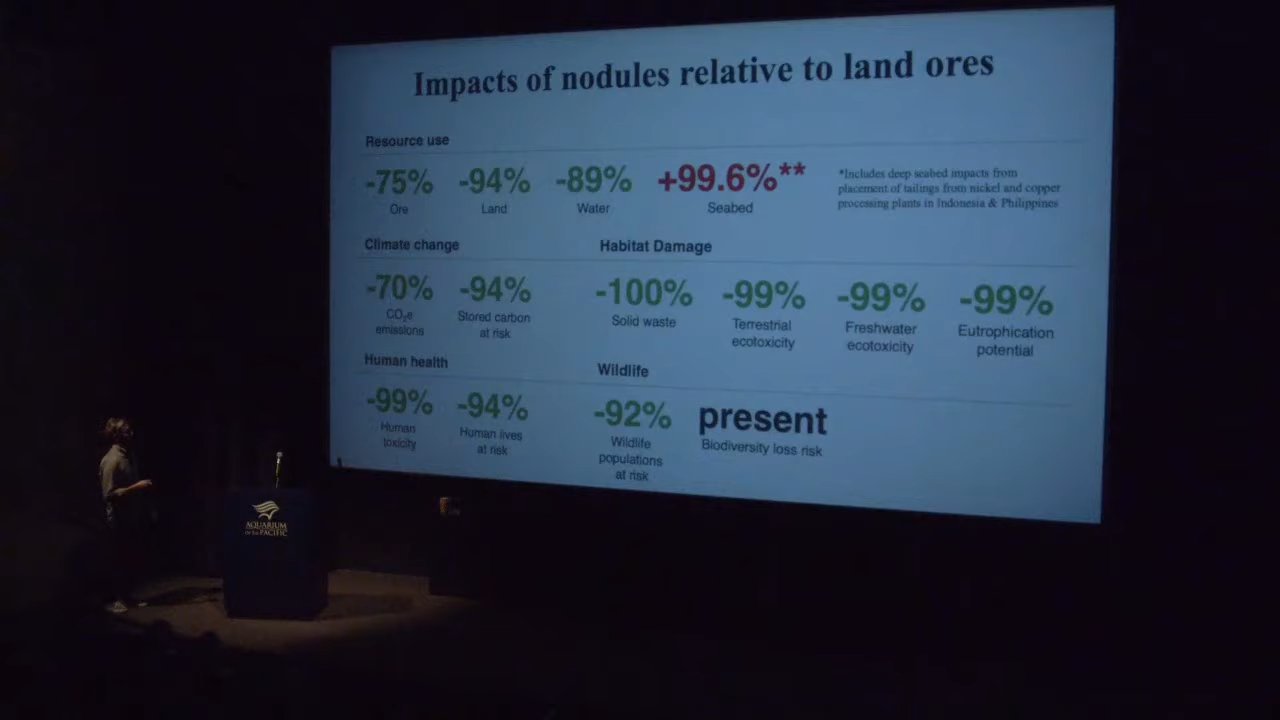 Impacts of nodules relative to land ores
Resource use
-75% -94% -89% +99.6%**
Ore Land Water Seabed
*Includes deep seabed impacts from
placement of tailings from nickel and copper
processing plants in Indonesia & Philippines
Climate change
-70% -94%
CO₂e
emissions
Stored carbon
at risk
Habitat Damage
-100% -99% -99% -99%
Solid waste
Terrestrial
ecotoxicity
Freshwater
ecotoxicity
Eutrophication
potential
Human health
-99% -94%
Human
toxicity
Human lives
at risk
Wildlife
-92% present
Wildlife
populations
at risk
Biodiversity loss risk
AQUARIUM
OF THE PACIFIC